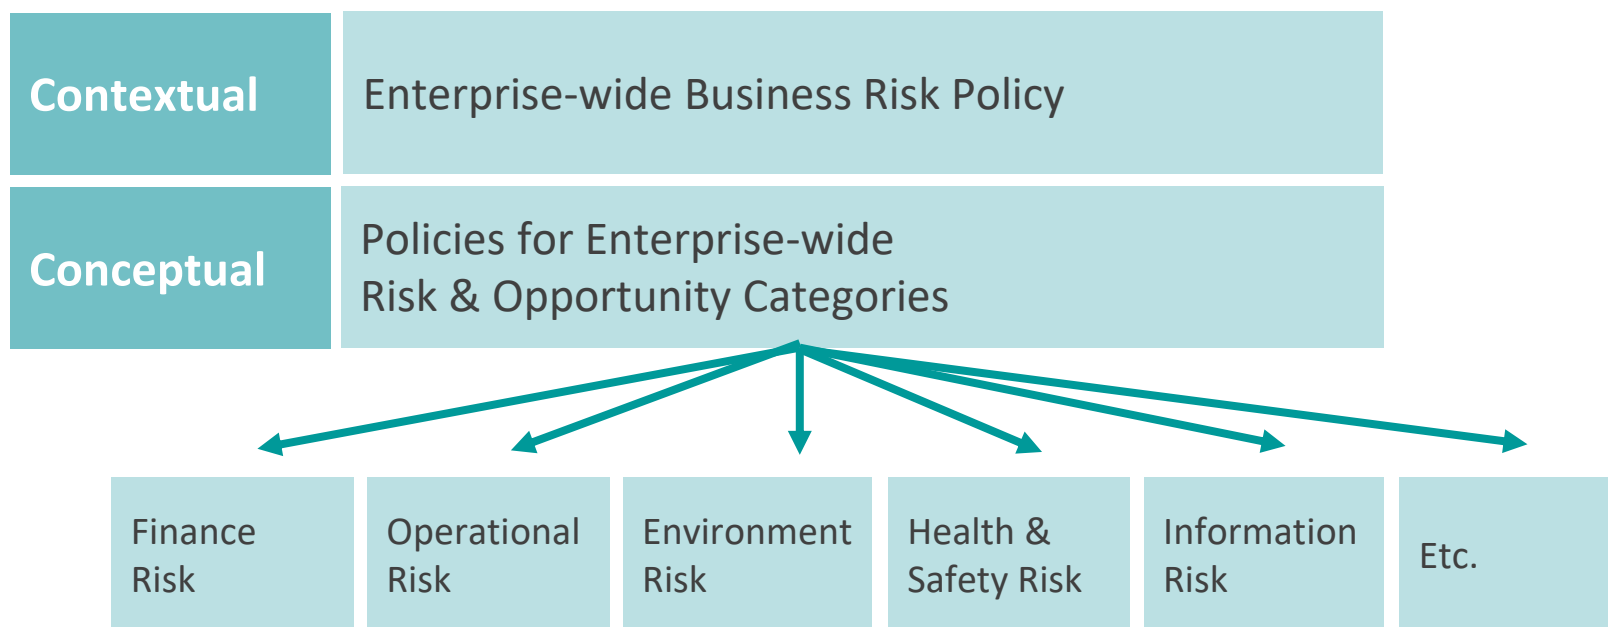 Contextual
Enterprise-wide Business Risk Policy
Conceptual
Policies for Enterprise-wide
Risk & Opportunity Categories
Finance
Risk
Operational
Risk
Environment
Risk
Health &
Safety Risk
Information
Risk
Etc.